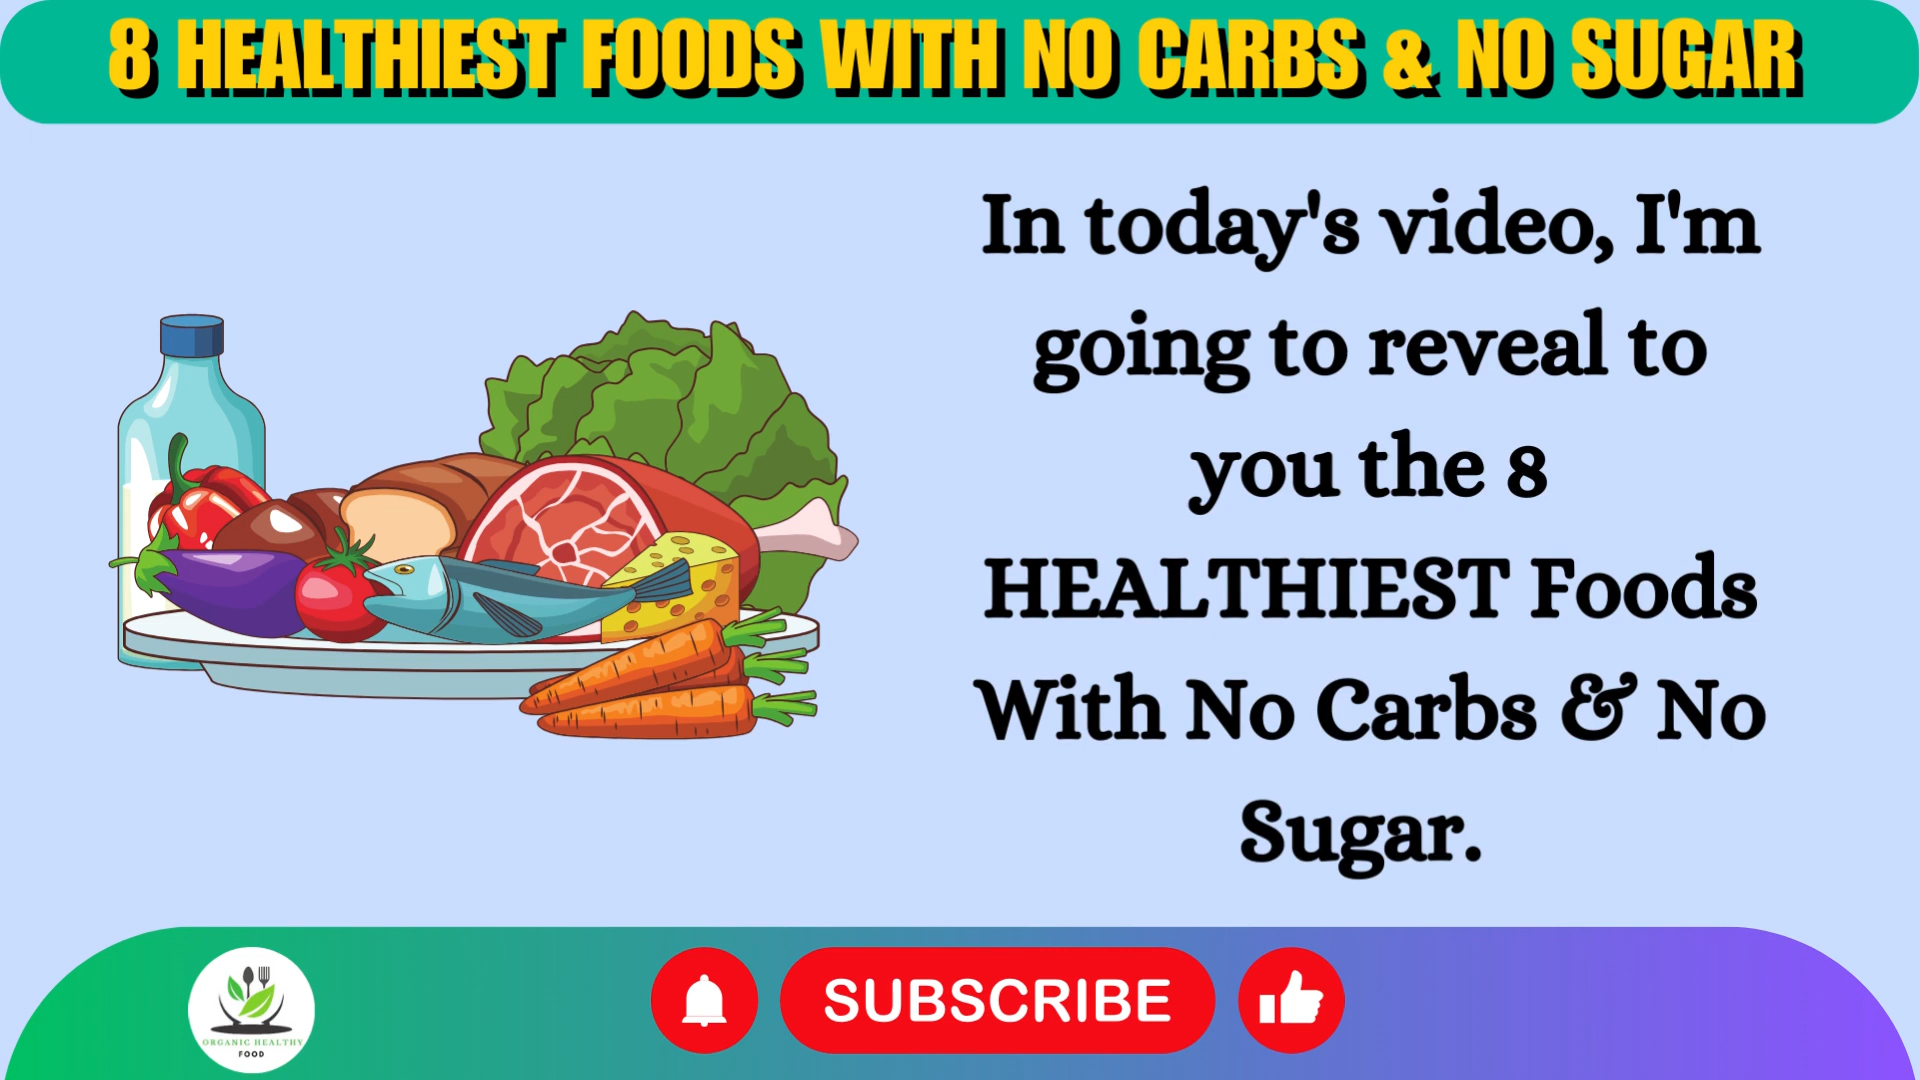 8 HEALTHIEST FOODS WITH NO CARBS & NO SUGAR
In today's video, I'm
going to reveal to
you the 8
HEALTHIEST Foods
With No Carbs & No
Sugar.
ORGANIC HEALTHY
FOOD
SUBSCRIBE